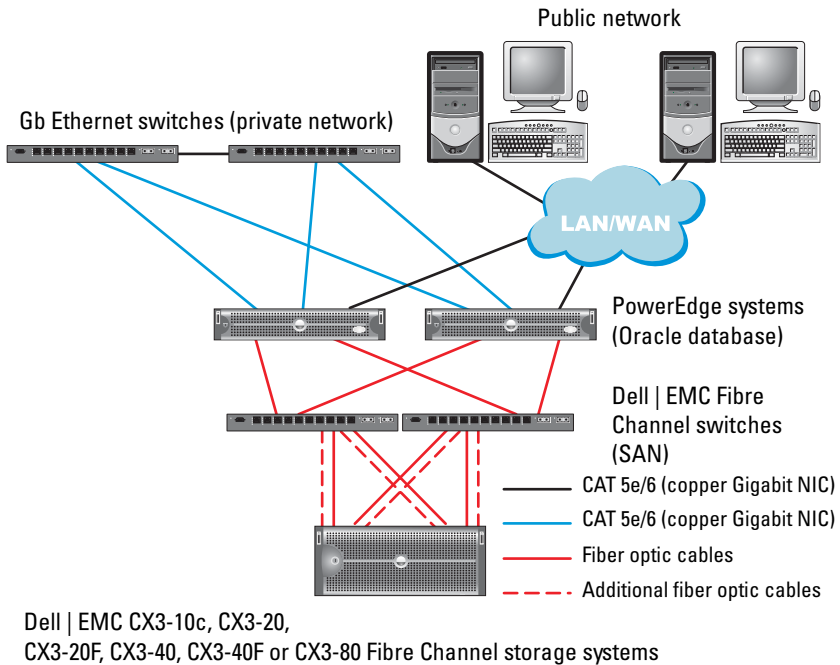 Public network
Gb Ethernet switches (private network)
LAN/WAN
PowerEdge systems
(Oracle database)
Dell | EMC Fibre
Channel switches
(SAN)
CAT 5e/6 (copper Gigabit NIC)
CAT 5e/6 (copper Gigabit NIC)
Fiber optic cables
Additional fiber optic cables
Dell | EMC CX3-10c, CX3-20,
CX3-20F, CX3-40, CX3-40F or CX3-80 Fibre Channel storage systems